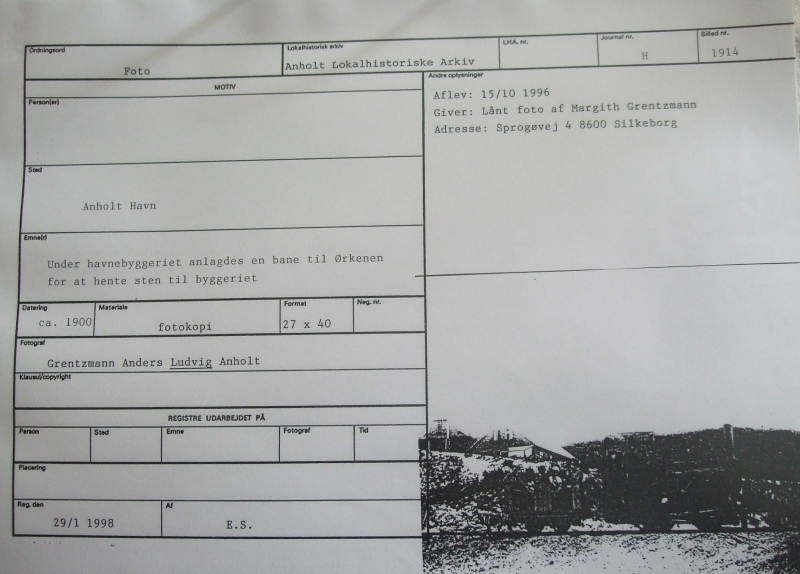 Ordningsord
Foto
Lokalhistorisk arkiv
Anholt Lokalhistoriske Arkiv
LHA. nr.
Journal nr.
H
Billed nr.
1914
MOTIV
Person(er)
Sted
Anholt Havn
Emne(r)
Under havnebyggeriet anlagdes en bane til Ørkenen
for at hente sten til byggeriet
Datering
ca. 1900
Materiale
fotokopi
Format
27 x 40
Neg. nr.
Fotograf
Grentzmann Anders Ludvig Anholt
Klausul/copyright
REGISTRE UDARBEJDET PÅ
Person
Sted
Emne
Fotograf
Tid
Placering
Reg. den
29/1 1998
Af
E.S.
Andre oplysninger
Aflev: 15/10 1996
Giver: Lånt foto af Margith Grentzmann
Adresse: Sprogøvej 4 8600 Silkeborg